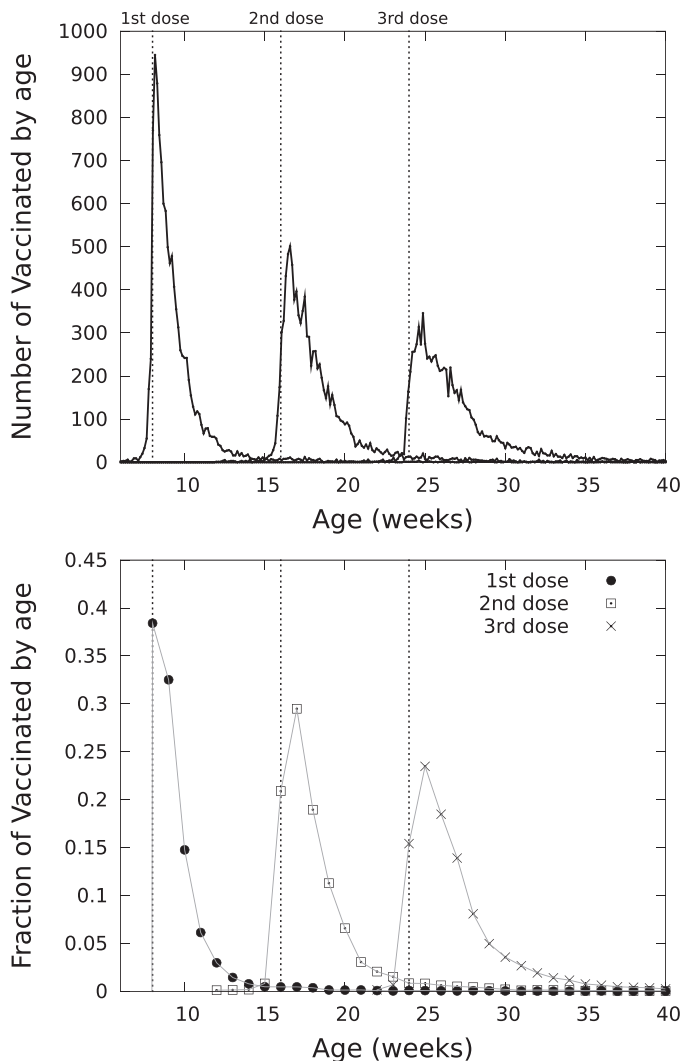 1st dose 2nd dose 3rd dose
1000
900
800
700
600
500
400
300
200
100
0
Number of Vaccinated by age
10 15 20 25 30 35 40
Age (weeks)
0.45
0.4
0.35
0.3
0.25
0.2
0.15
0.1
0.05
0
Fraction of Vaccinated by age
1st dose
2nd dose
3rd dose
10 15 20 25 30 35 40
Age (weeks)